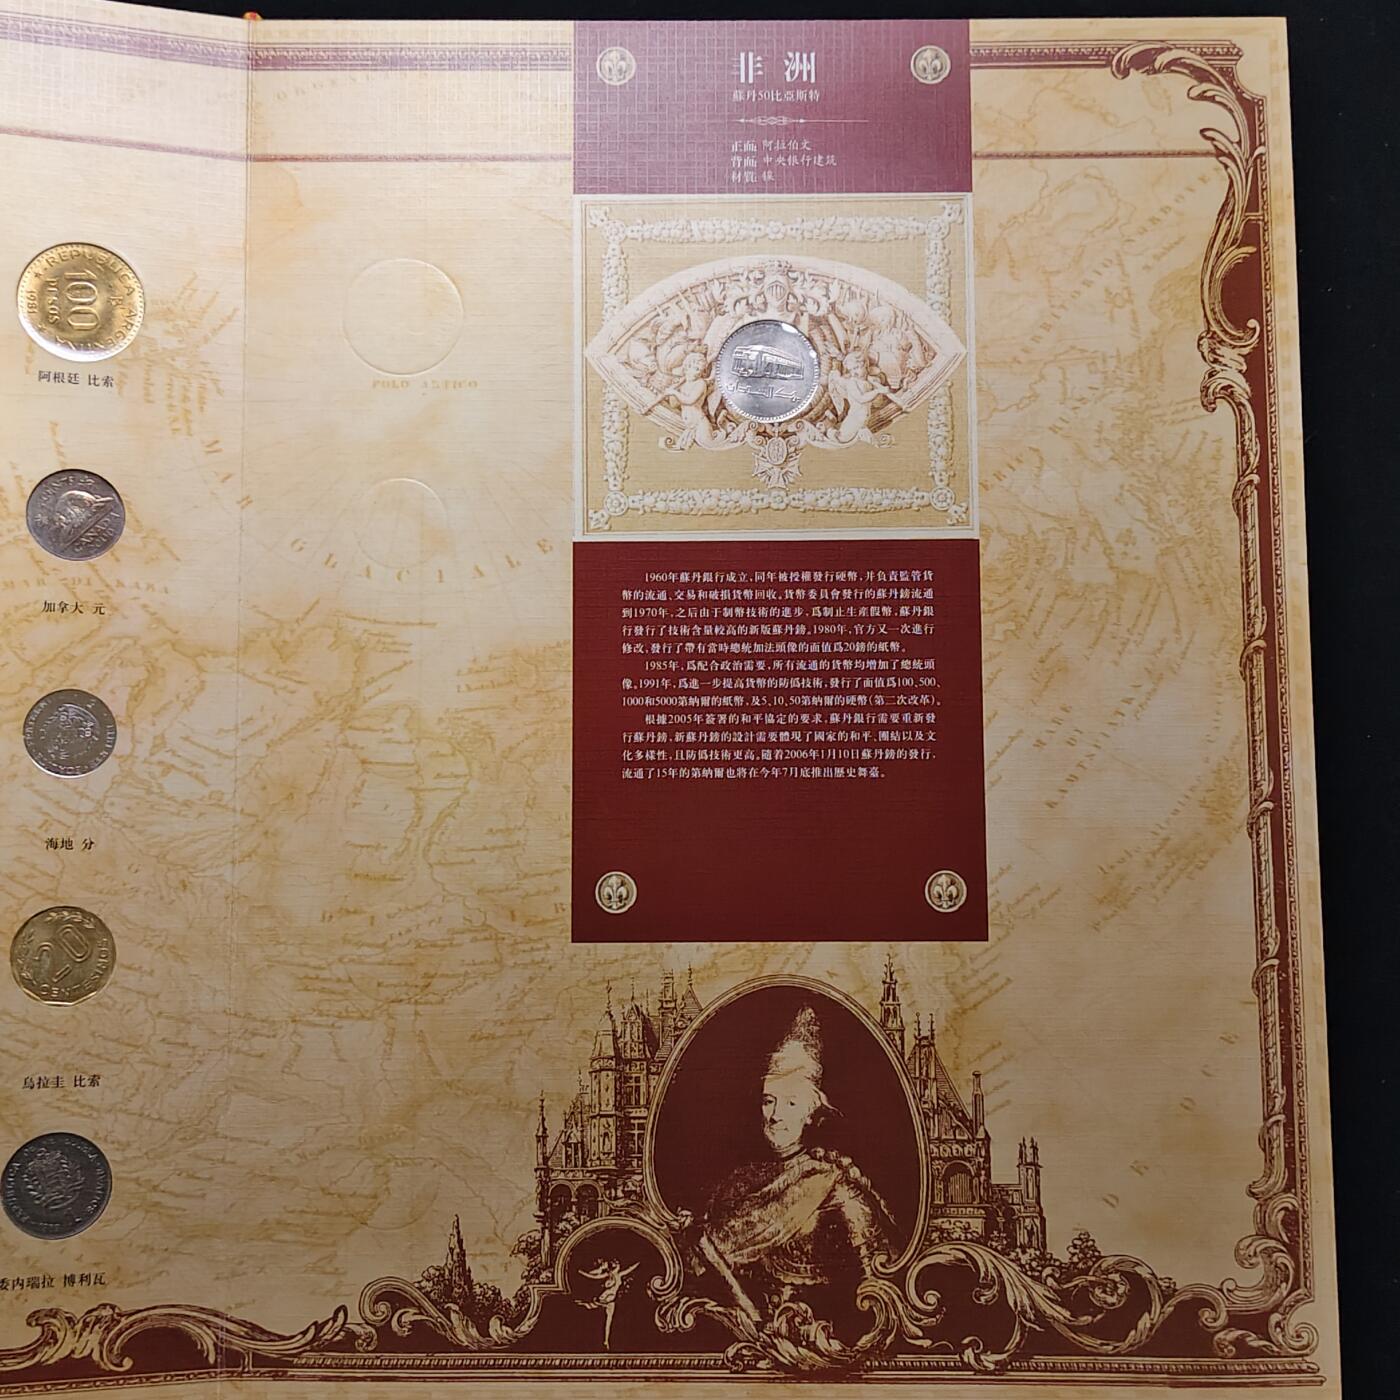 非洲
蘇丹50比亞斯特
正面: 阿拉伯文
背面: 中央銀行建筑
材質: 鎳
REPUBLICA ARGENTINA
100
PESOS
1981
阿根廷 比索
5 CENTS
CANADA
加拿大 元
海地 分
20
CENTESIMOS
烏拉圭 比索
委内瑞拉 博利瓦
POLO ANTICO
MAR
GLACIALE
1960年蘇丹銀行成立,同年被授權發行硬幣,并負責監管貨
幣的流通、交易和破損貨幣回收。貨幣委員會發行的蘇丹鎊流通
到1970年,之后由于制幣技術的進步,爲制止生産假幣,蘇丹銀
行發行了技術含量較高的新版蘇丹鎊。1980年,官方又一次進行
修改,發行了帶有當時總統加法頭像的面值爲20鎊的紙幣。
1985年,爲配合政治需要,所有流通的貨幣均增加了總統頭
像。1991年,爲進一步提高貨幣的防僞技術,發行了面值爲100、500、
1000和5000第納爾的紙幣,及5、10、50第納爾的硬幣(第二次改革)。
根據2005年簽署的和平協定的要求,蘇丹銀行需要重新發
行蘇丹鎊,新蘇丹鎊的設計需要體現了國家的和平、團結以及文
化多樣性,且防僞技術更高。隨着2006年1月10日蘇丹鎊的發行,
流通了15年的第納爾也將在今年7月底推出歷史舞臺。